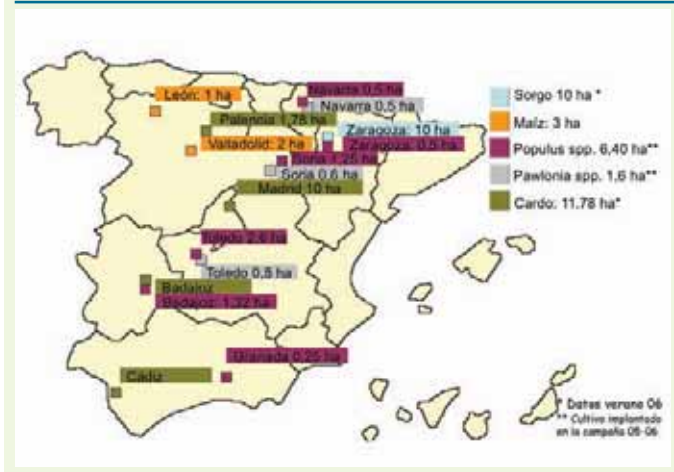 León: 1 ha
Palencia 1,78 ha
Valladolid: 2 ha
Navarra 0,5 ha
Navarra 0,5 ha
Zaragoza: 10 ha
Zaragoza: 0,5 ha
Soria 1,25 ha
Soria 0,6 ha
Madrid 10 ha
Toledo 2,6 ha
Toledo 0,5 ha
Badajoz
Badajoz: 1,32 ha
Granada 0,25 ha
Cádiz
Sorgo 10 ha *
Maíz: 3 ha
Populus spp. 6,40 ha**
Pawlonia spp. 1,6 ha**
Cardo: 11,78 ha*
* Datos verano 06
** Cultivo implantado
en la campaña 05-06